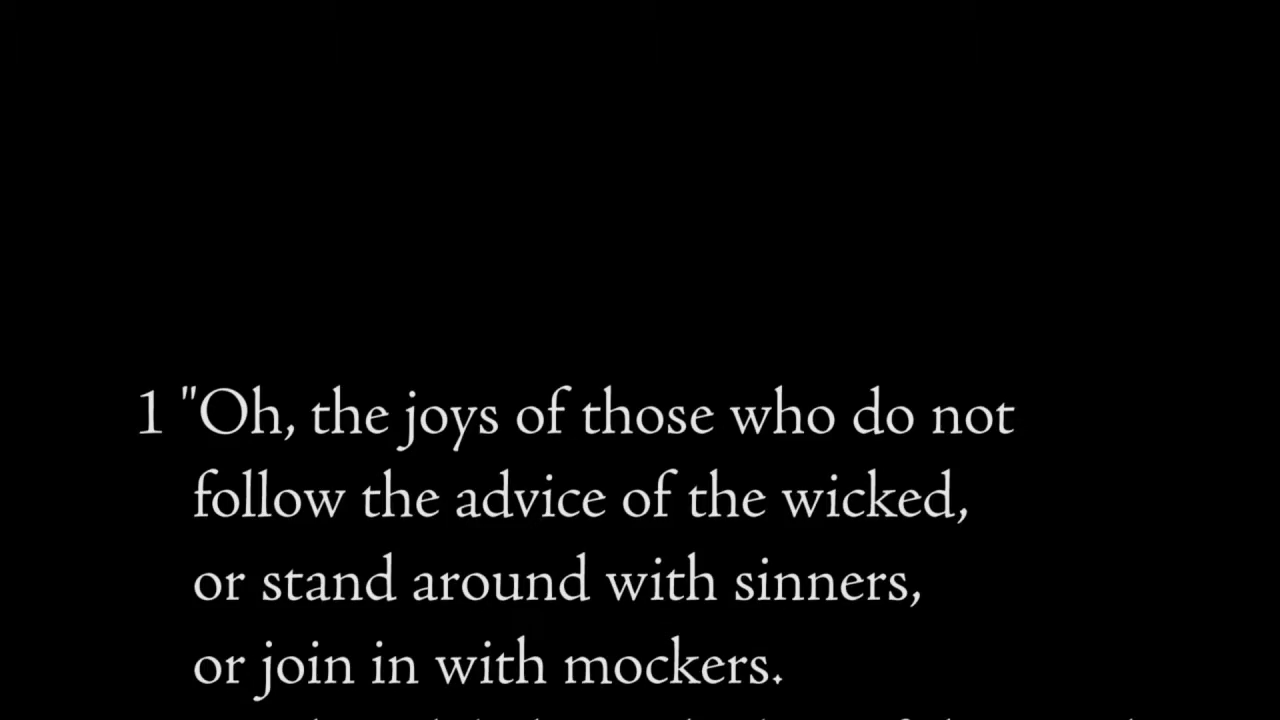 1 "Oh, the joys of those who do not
follow the advice of the wicked,
or stand around with sinners,
or join in with mockers.